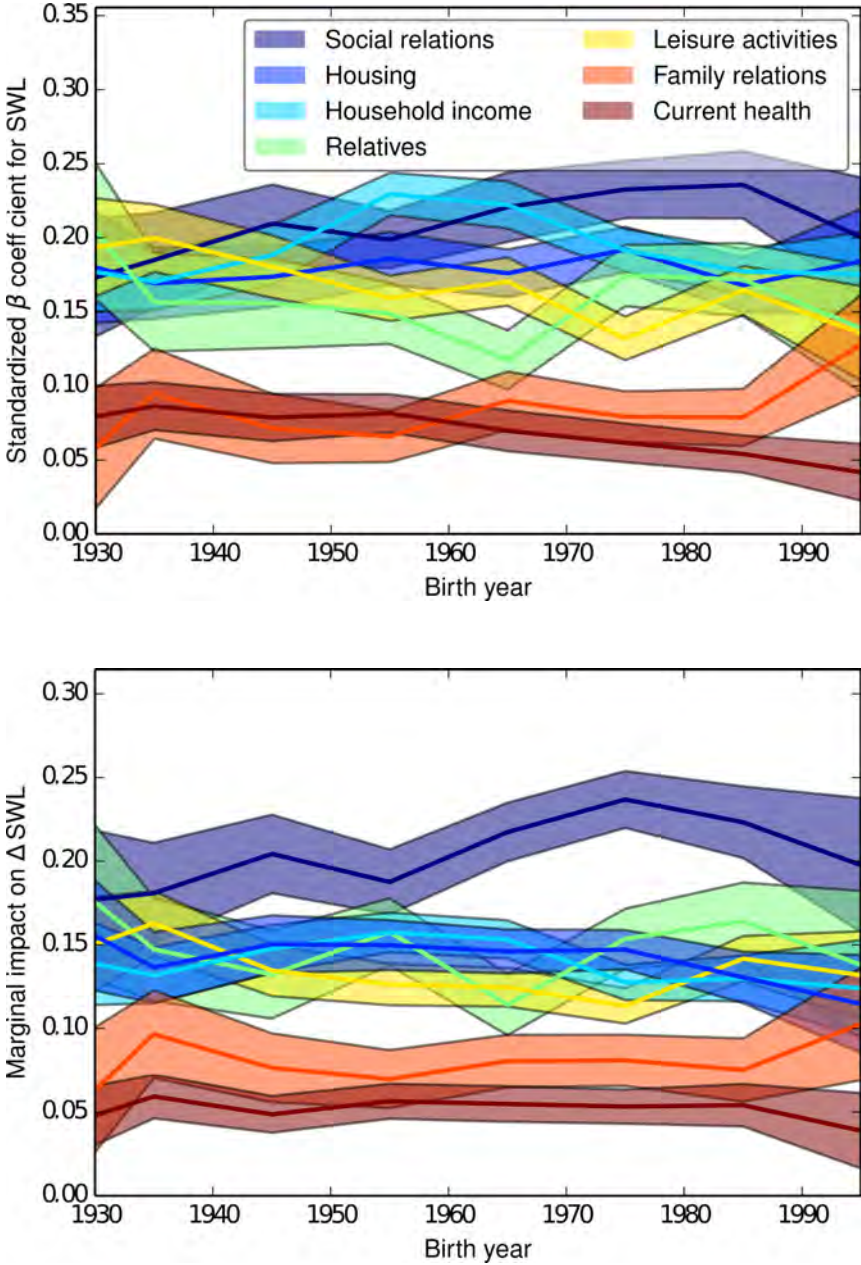 0.35
0.30
0.25
0.20
0.15
0.10
0.05
0.00
Standardized β coefficient for SWL
Social relations
Housing
Household income
Relatives
Leisure activities
Family relations
Current health
1930 1940 1950 1960 1970 1980 1990
Birth year
0.30
0.25
0.20
0.15
0.10
0.05
0.00
Marginal impact on Δ SWL
1930 1940 1950 1960 1970 1980 1990
Birth year